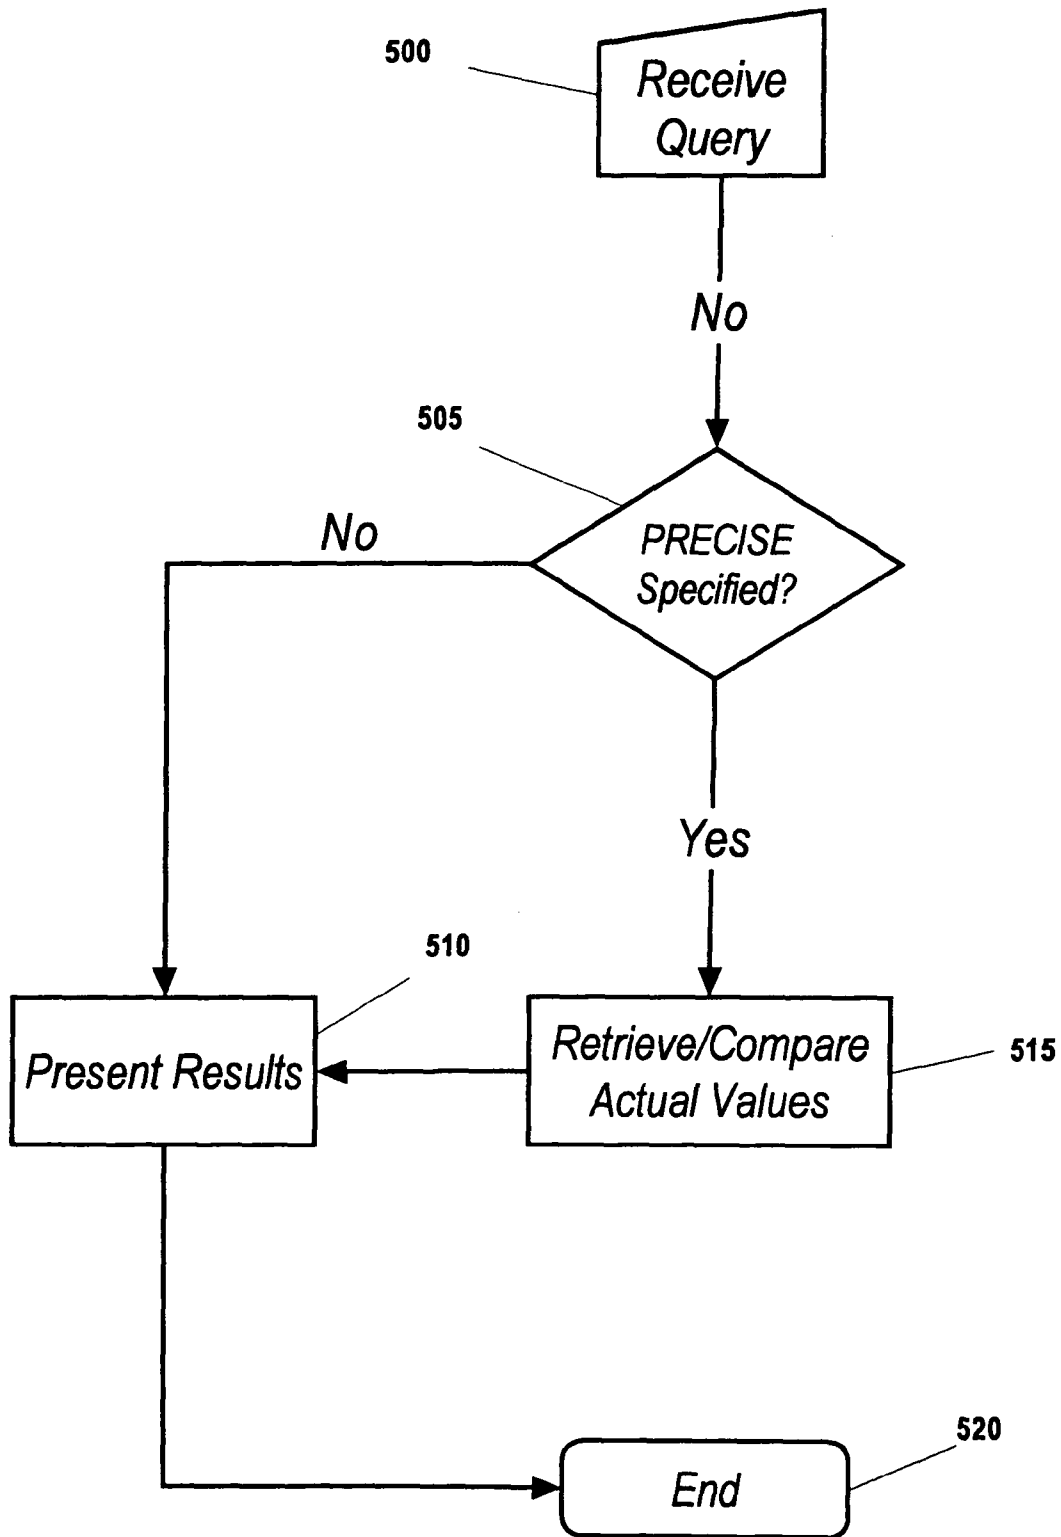 500
Receive
Query
No
505
No
PRECISE
Specified?
Yes
510
Present Results
Retrieve/Compare
Actual Values
515
520
End